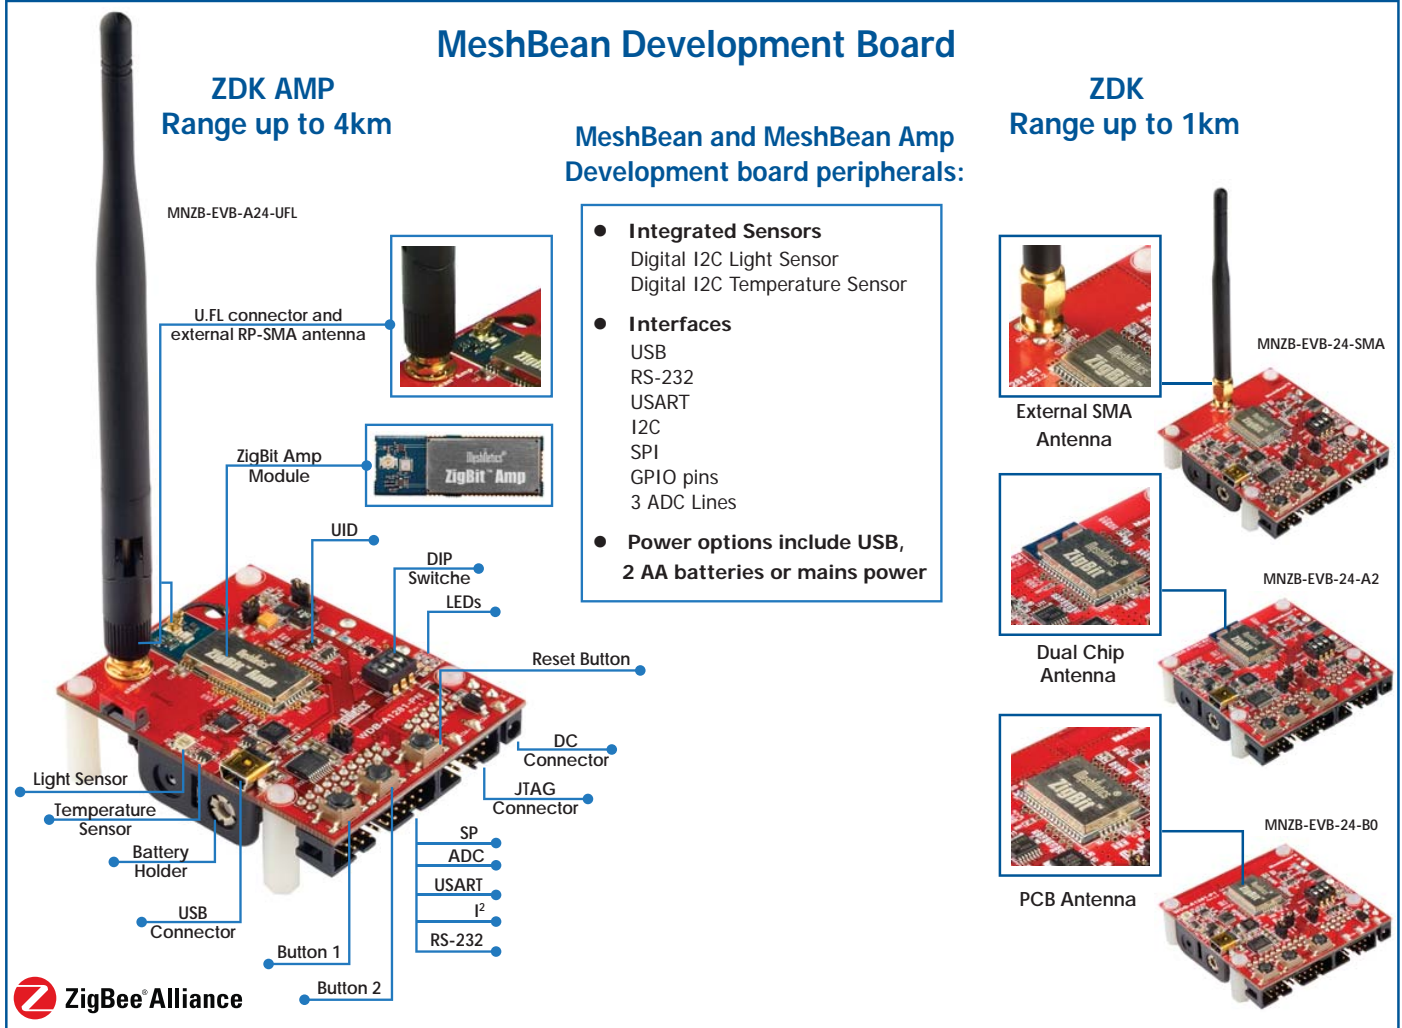 MeshBean Development Board
ZDK AMP
Range up to 4km
MNZB-EVB-A24-UFL
U.FL connector and
external RP-SMA antenna
ZigBit Amp
Module
MeshNetics®
ZigBit™ Amp
UID
DIP
Switche
LEDs
Reset Button
DC
Connector
JTAG
Connector
SP
ADC
USART
I²
RS-232
Light Sensor
Temperature
Sensor
Battery
Holder
USB
Connector
Button 1
Button 2
ZigBit™ Amp
ZigBee® Alliance
MeshBean and MeshBean Amp
Development board peripherals:
● Integrated Sensors
Digital I2C Light Sensor
Digital I2C Temperature Sensor
● Interfaces
USB
RS-232
USART
I2C
SPI
GPIO pins
3 ADC Lines
● Power options include USB,
2 AA batteries or mains power
ZDK
Range up to 1km
MNZB-EVB-24-SMA
ZigBit
External SMA
Antenna
MNZB-EVB-24-A2
ZigBit™
Dual Chip
Antenna
MNZB-EVB-24-B0
ZigBit™
PCB Antenna